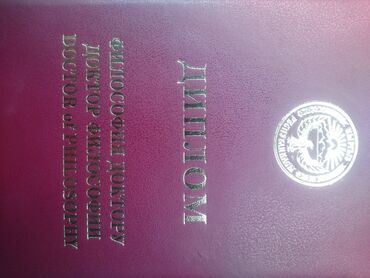 ДИПЛОМ
ФИЛОСОФИЯ ДОКТОРУ
ДОКТОР ФИЛОСОФИИ
DOCTOR of PHILOSOPHY